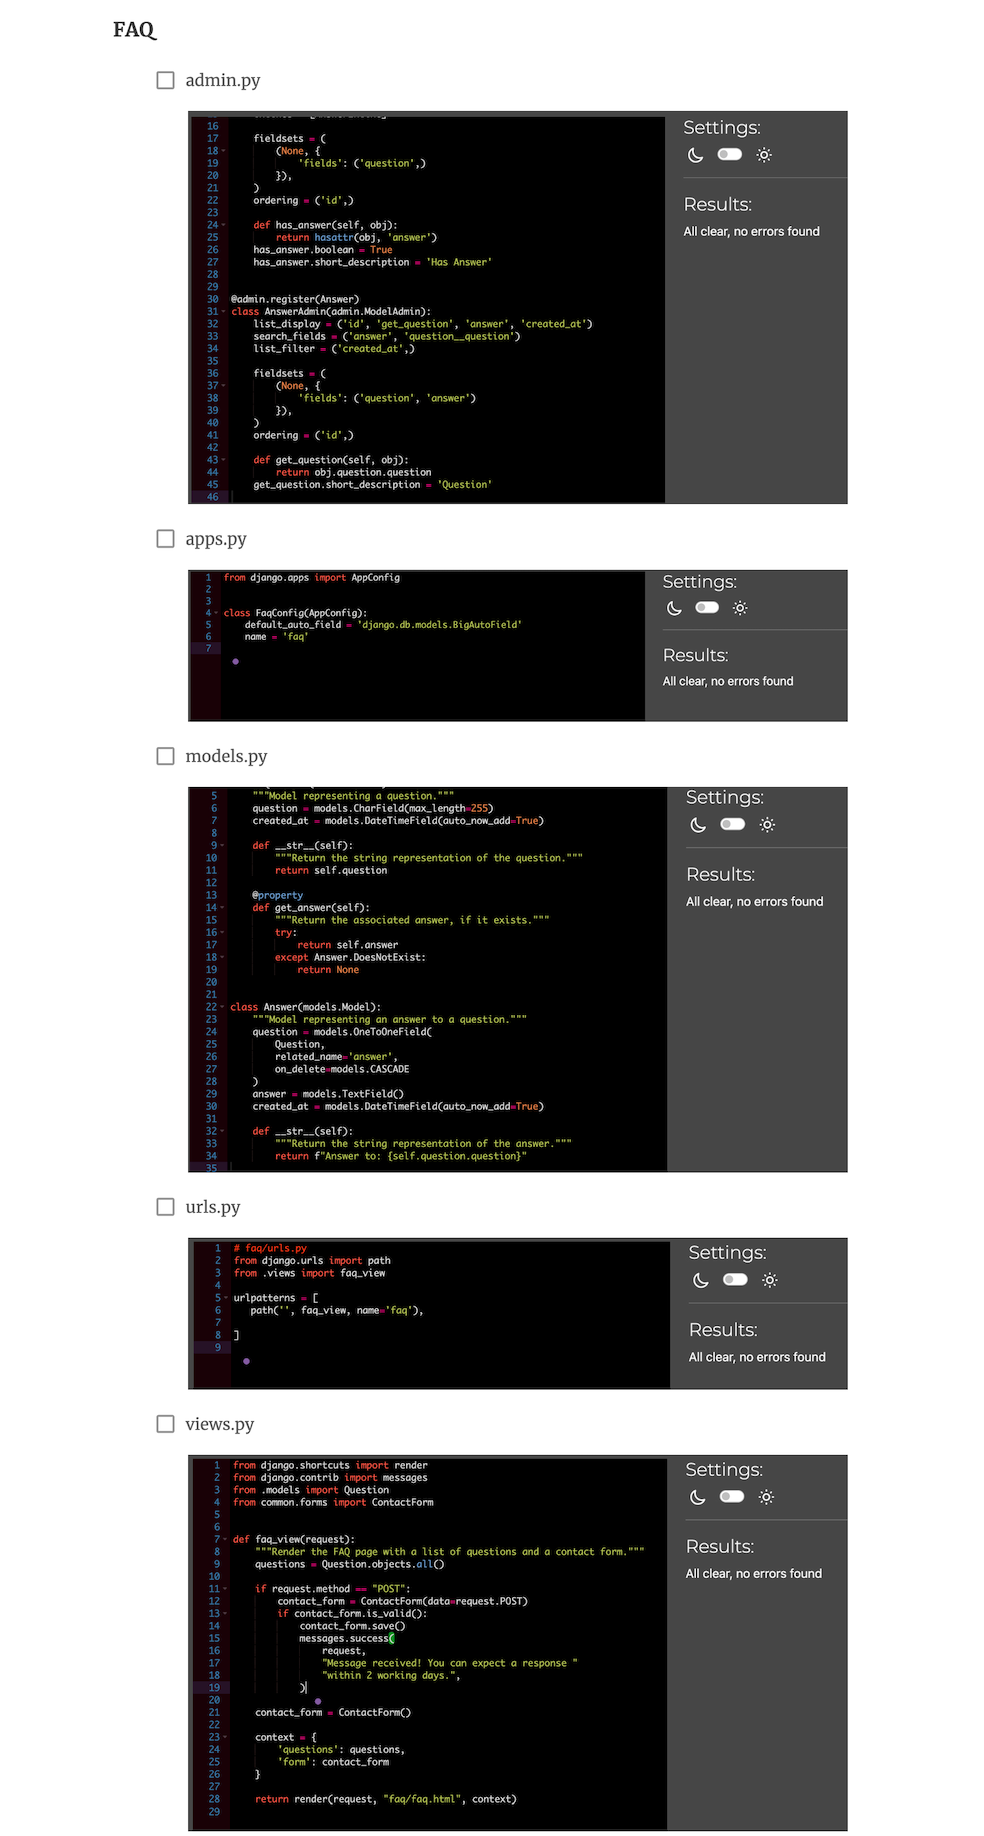 FAQ
admin.py
16
17 fieldsets = (
18 (None, {
19 'fields': ('question',)
20 }),
21 )
22 ordering = ('id',)
23
24 def has_answer(self, obj):
25 return hasattr(obj, 'answer')
26 has_answer.boolean = True
27 has_answer.short_description = 'Has Answer'
28
29
30 @admin.register(Answer)
31 class AnswerAdmin(admin.ModelAdmin):
32 list_display = ('id', 'get_question', 'answer', 'created_at')
33 search_fields = ('answer', 'question__question')
34 list_filter = ('created_at',)
35
36 fieldsets = (
37 (None, {
38 'fields': ('question', 'answer')
39 }),
40 )
41 ordering = ('id',)
42
43 def get_question(self, obj):
44 return obj.question.question
45 get_question.short_description = 'Question'
46
Settings:
Results:
All clear, no errors found
apps.py
1 from django.apps import AppConfig
2
3
4 class FaqConfig(AppConfig):
5 default_auto_field = 'django.db.models.BigAutoField'
6 name = 'faq'
7
Settings:
Results:
All clear, no errors found
models.py
5 """Model representing a question."""
6 question = models.CharField(max_length=255)
7 created_at = models.DateTimeField(auto_now_add=True)
8
9 def __str__(self):
10 """Return the string representation of the question."""
11 return self.question
12
13 @property
14 def get_answer(self):
15 """Return the associated answer, if it exists."""
16 try:
17 return self.answer
18 except Answer.DoesNotExist:
19 return None
20
21
22 class Answer(models.Model):
23 """Model representing an answer to a question."""
24 question = models.OneToOneField(
25 Question,
26 related_name='answer',
27 on_delete=models.CASCADE
28 )
29 answer = models.TextField()
30 created_at = models.DateTimeField(auto_now_add=True)
31
32 def __str__(self):
33 """Return the string representation of the answer."""
34 return f"Answer to: {self.question.question}"
35
Settings:
Results:
All clear, no errors found
urls.py
1 # faq/urls.py
2 from django.urls import path
3 from .views import faq_view
4
5 urlpatterns = [
6 path('', faq_view, name='faq'),
7
8 ]
9
Settings:
Results:
All clear, no errors found
views.py
1 from django.shortcuts import render
2 from django.contrib import messages
3 from .models import Question
4 from common.forms import ContactForm
5
6
7 def faq_view(request):
8 """Render the FAQ page with a list of questions and a contact form."""
9 questions = Question.objects.all()
10
11 if request.method == "POST":
12 contact_form = ContactForm(data=request.POST)
13 if contact_form.is_valid():
14 contact_form.save()
15 messages.success(
16 request,
17 "Message received! You can expect a response "
18 "within 2 working days.",
19 )
20
21 contact_form = ContactForm()
22
23 context = {
24 'questions': questions,
25 'form': contact_form
26 }
27
28 return render(request, "faq/faq.html", context)
29
Settings:
Results:
All clear, no errors found